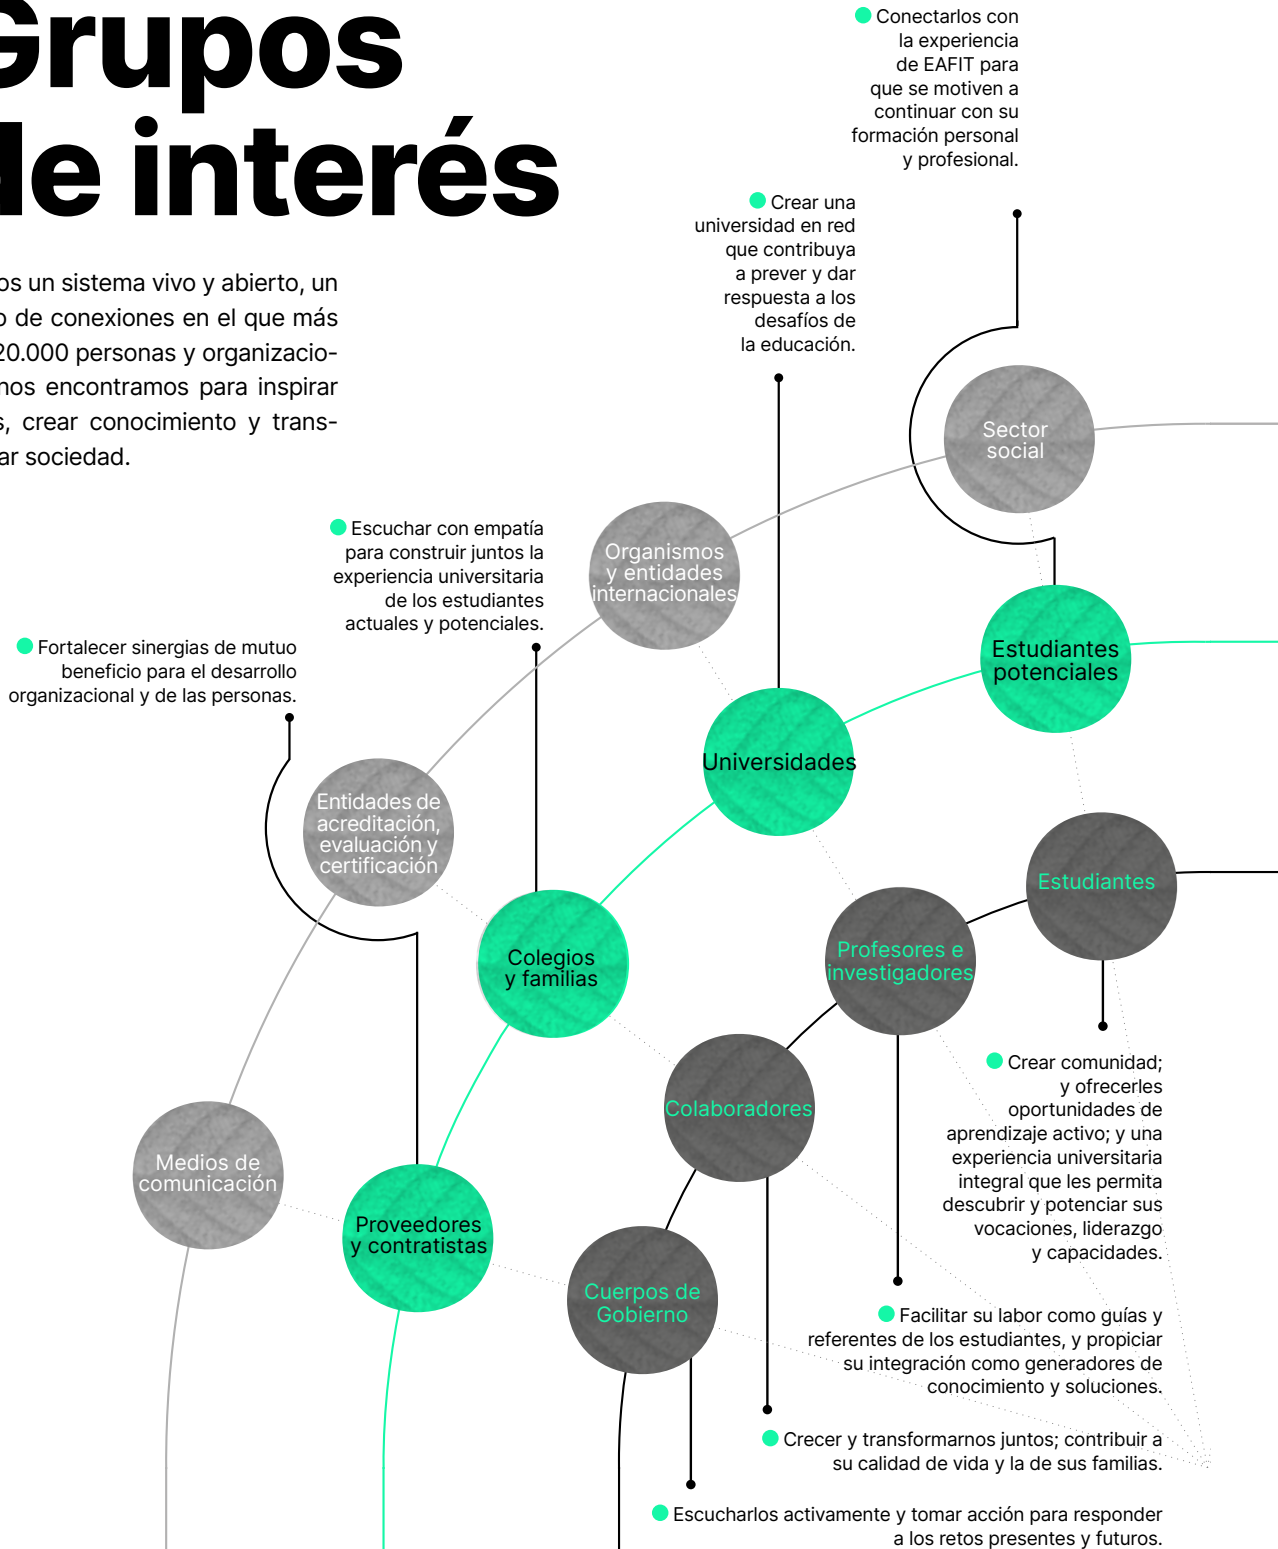 Grupos
de interés
os un sistema vivo y abierto, un
o de conexiones en el que más
20.000 personas y organizacio-
nos encontramos para inspirar
s, crear conocimiento y trans-
ar sociedad.
Conectarlos con
la experiencia
de EAFIT para
que se motiven a
continuar con su
formación personal
y profesional.
Crear una
universidad en red
que contribuya
a prever y dar
respuesta a los
desafíos de
la educación.
Escuchar con empatía
para construir juntos la
experiencia universitaria
de los estudiantes
actuales y potenciales.
Fortalecer sinergias de mutuo
beneficio para el desarrollo
organizacional y de las personas.
Sector
social
Organismos
y entidades
internacionales
Entidades de
acreditación,
evaluación y
certificación
Medios de
comunicación
Estudiantes
potenciales
Universidades
Colegios
y familias
Proveedores
y contratistas
Estudiantes
Profesores e
investigadores
Colaboradores
Cuerpos de
Gobierno
Crear comunidad;
y ofrecerles
oportunidades de
aprendizaje activo; y una
experiencia universitaria
integral que les permita
descubrir y potenciar sus
vocaciones, liderazgo
y capacidades.
Facilitar su labor como guías y
referentes de los estudiantes, y propiciar
su integración como generadores de
conocimiento y soluciones.
Crecer y transformarnos juntos; contribuir a
su calidad de vida y la de sus familias.
Escucharlos activamente y tomar acción para responder
a los retos presentes y futuros.